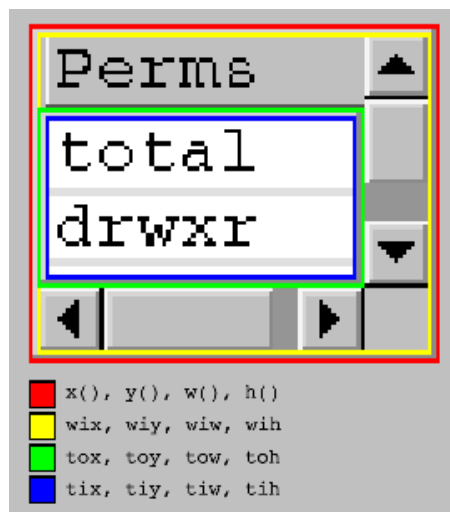 Perms
total
drwxr
x(), y(), w(), h()
wix, wiy, wiw, wih
tox, toy, tow, toh
tix, tiy, tiw, tih